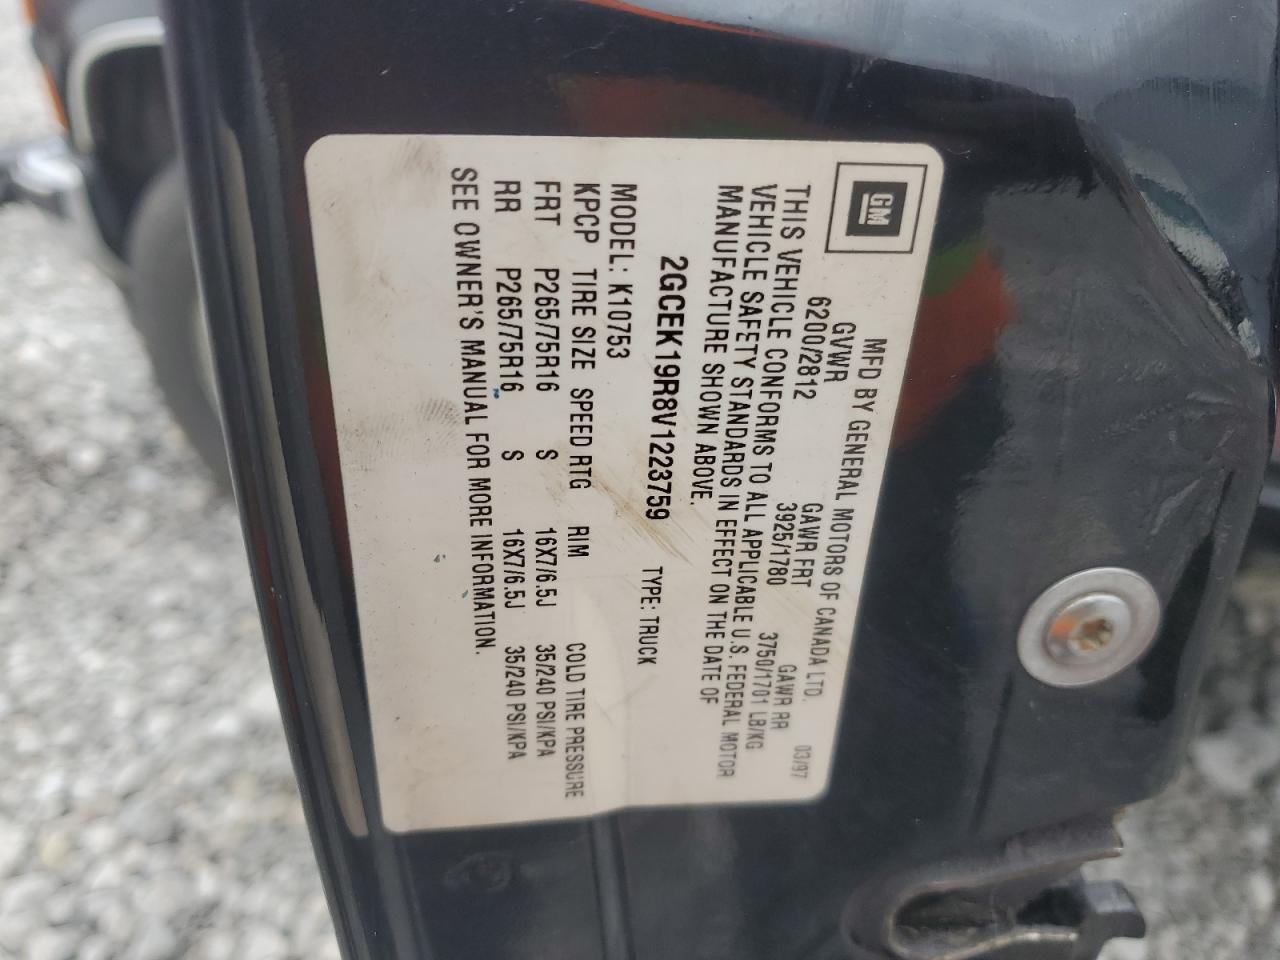 GM
MFD BY GENERAL MOTORS OF CANADA LTD. 03/97
GVWR GAWR FRT GAWR RR
6200/2812 3925/1780 3750/1701 LB/KG
THIS VEHICLE CONFORMS TO ALL APPLICABLE U.S. FEDERAL MOTOR
VEHICLE SAFETY STANDARDS IN EFFECT ON THE DATE OF
MANUFACTURE SHOWN ABOVE.
2GCEK19R8V1223759 TYPE: TRUCK
MODEL: K10753
KPCP TIRE SIZE SPEED RTG RIM COLD TIRE PRESSURE
FRT P265/75R16 S 16X7/6.5J 35/240 PSI/KPA
RR P265/75R16 S 16X7/6.5J 35/240 PSI/KPA
SEE OWNER'S MANUAL FOR MORE INFORMATION.